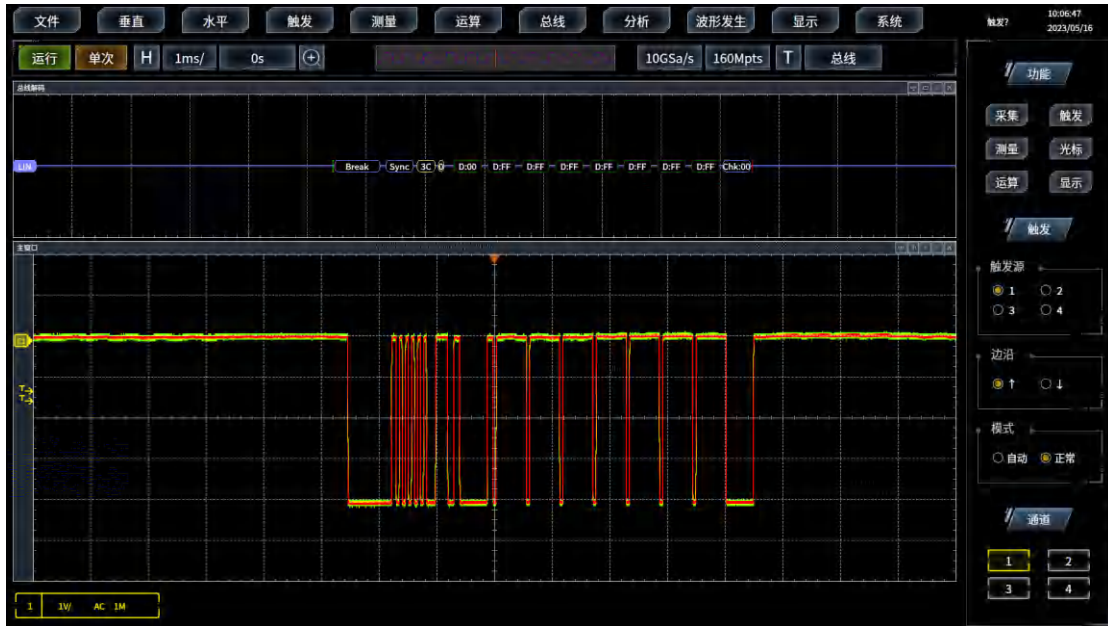 文件 垂直 水平 触发 测量 运算 总线 分析 波形发生 显示 系统 触发? 10:06:47
2023/05/16
运行 单次 H 1ms/ 0s 10GSa/s 160Mpts T 总线
功能
采集 触发
测量 光标
运算 显示
总线解码
LIN Break Sync 3C 0 D:00 D:FF D:FF D:FF D:FF D:FF D:FF D:FF Chk:00
触发
主窗口
触发源
1 2
3 4
边沿
↑ ↓
模式
自动 正常
通道
1 2
3 4
1 1V/ AC 1M